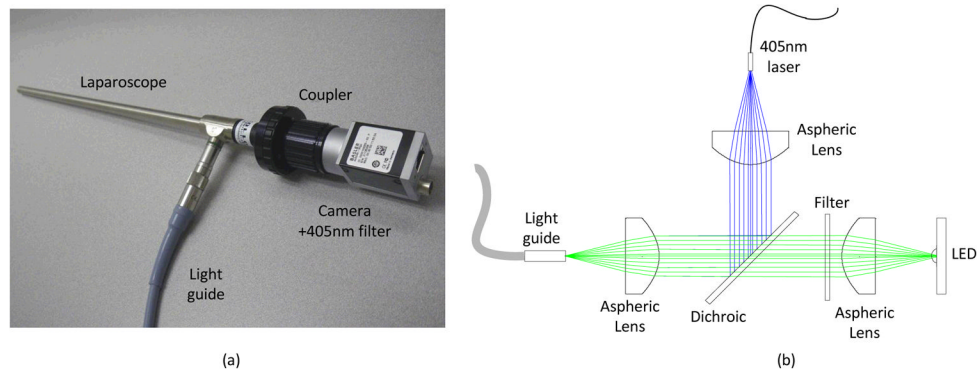 Laparoscope
Coupler
Camera
+405nm filter
Light
guide
(a)
405nm
laser
Aspheric
Lens
Filter
Light
guide
LED
Aspheric
Lens
Dichroic
Aspheric
Lens
(b)